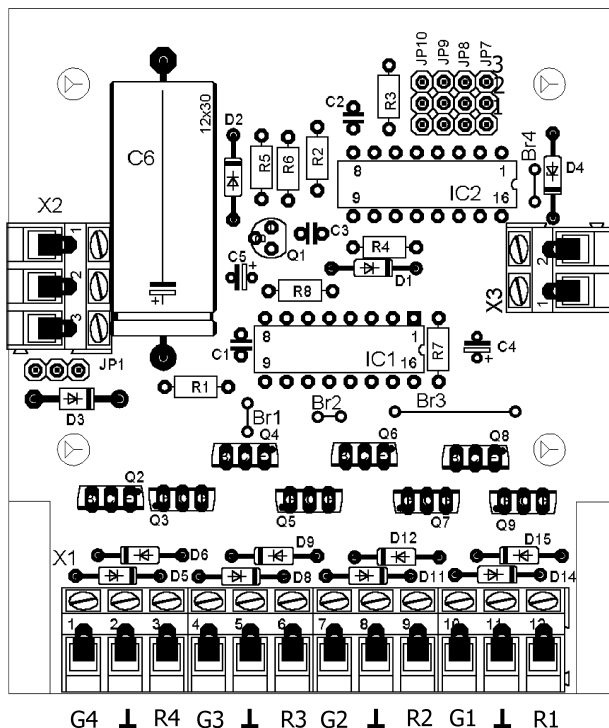 JP10 JP9 JP8 JP7
3
2
1
C6
12x30
D2
C2
R3
R5
R6
R2
8 1
IC2
9 16
Br4
D4
X2
1
2
3
Q1
C3
R4
C5 +
D1
R8
X3
2
1
+
C1
8 1
IC1
9 16
R7
C4
+
JP1
R1
D3
Br1
Br2
Br3
Q4
Q6
Q8
Q2
Q3
Q5
Q7
Q9
X1
D6
D9
D12
D15
D5
D8
D11
D14
1 2 3 4 5 6 7 8 9 10 11 12
G4 ⊥ R4 G3 ⊥ R3 G2 ⊥ R2 G1 ⊥ R1